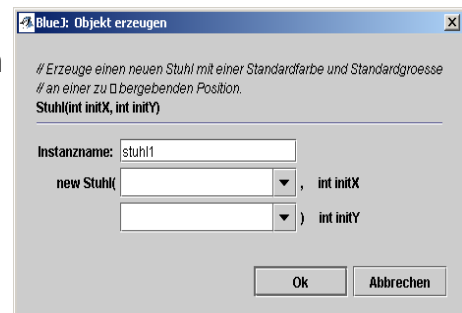 BlueJ: Objekt erzeugen
// Erzeuge einen neuen Stuhl mit einer Standardfarbe und Standardgroesse
// an einer zu □ bergebenden Position.
Stuhl(int initX, int initY)
Instanzname: stuhl1
new Stuhl( , int initX
) int initY
Ok Abbrechen